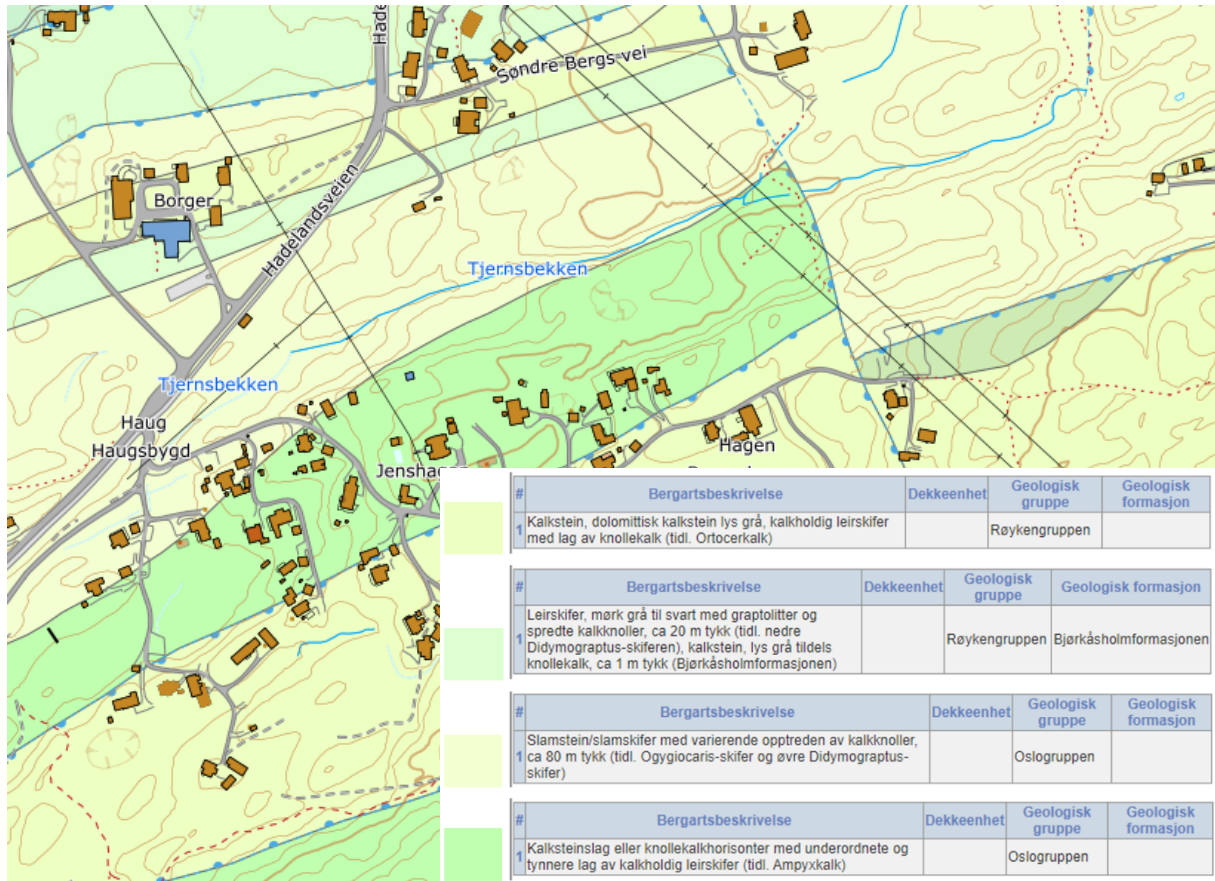 Hade
Søndre Bergs vei
Borger
Hadelandsveien
Tjernsbekken
Tjernsbekken
Haug
Haugsbygd
Hagen
# Bergartsbeskrivelse Dekkeenhet Geologisk gruppe Geologisk formasjon
1 Kalkstein, dolomittisk kalkstein lys grå, kalkholdig leirskifer
med lag av knollekalk (tidl. Ortocerkalk)
Røykengruppen
# Bergartsbeskrivelse Dekkeenhet Geologisk gruppe Geologisk formasjon
1 Leirskifer, mørk grå til svart med graptolitter og
spredte kalkknoller, ca 20 m tykk (tidl. nedre
Didymograptus-skiferen), kalkstein, lys grå tildels
knollekalk, ca 1 m tykk (Bjørkåsholmformasjonen)
Røykengruppen Bjørkåsholmformasjonen
# Bergartsbeskrivelse Dekkeenhet Geologisk gruppe Geologisk formasjon
1 Slamstein/slamskifer med varierende opptreden av kalkknoller,
ca 80 m tykk (tidl. Ogygiocaris-skifer og øvre Didymograptus-
skifer)
Oslogruppen
# Bergartsbeskrivelse Dekkeenhet Geologisk gruppe Geologisk formasjon
1 Kalksteinslag eller knollekalkhorisonter med underordnete og
tynnere lag av kalkholdig leirskifer (tidl. Ampyxkalk)
Oslogruppen